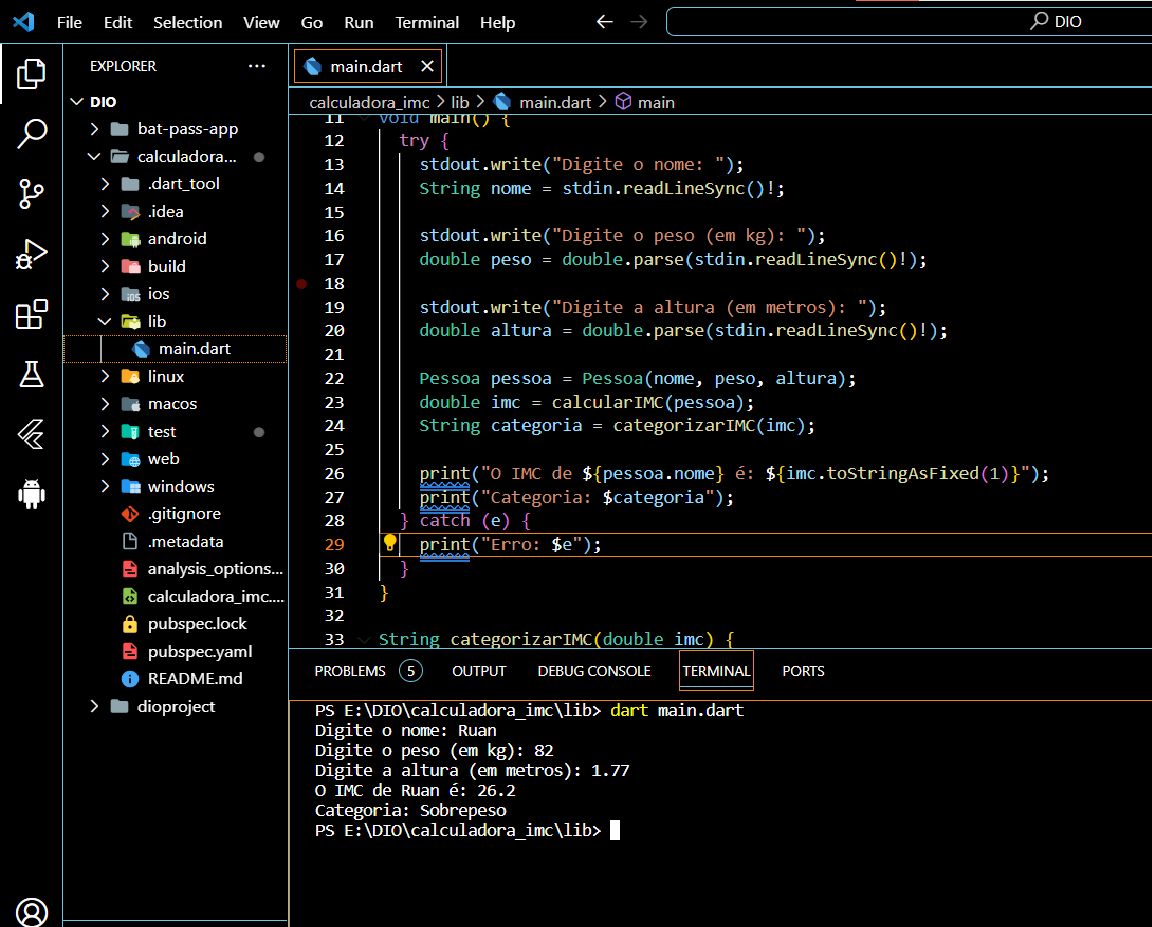 File Edit Selection View Go Run Terminal Help
DIO
EXPLORER
main.dart
DIO
calculadora_imc > lib > main.dart > main
bat-pass-app
calculadora...
.dart_tool
.idea
android
build
ios
lib
main.dart
linux
macos
test
web
windows
.gitignore
.metadata
analysis_options...
calculadora_imc....
pubspec.lock
pubspec.yaml
README.md
dioproject
11 void main() {
12 try {
13 stdout.write("Digite o nome: ");
14 String nome = stdin.readLineSync()!;
15
16 stdout.write("Digite o peso (em kg): ");
17 double peso = double.parse(stdin.readLineSync()!);
18
19 stdout.write("Digite a altura (em metros): ");
20 double altura = double.parse(stdin.readLineSync()!);
21
22 Pessoa pessoa = Pessoa(nome, peso, altura);
23 double imc = calcularIMC(pessoa);
24 String categoria = categorizarIMC(imc);
25
26 print("O IMC de ${pessoa.nome} é: ${imc.toStringAsFixed(1)}");
27 print("Categoria: $categoria");
28 } catch (e) {
29 print("Erro: $e");
30 }
31 }
32
33 String categorizarIMC(double imc) {
PROBLEMS 5 OUTPUT DEBUG CONSOLE TERMINAL PORTS
PS E:\DIO\calculadora_imc\lib> dart main.dart
Digite o nome: Ruan
Digite o peso (em kg): 82
Digite a altura (em metros): 1.77
O IMC de Ruan é: 26.2
Categoria: Sobrepeso
PS E:\DIO\calculadora_imc\lib>